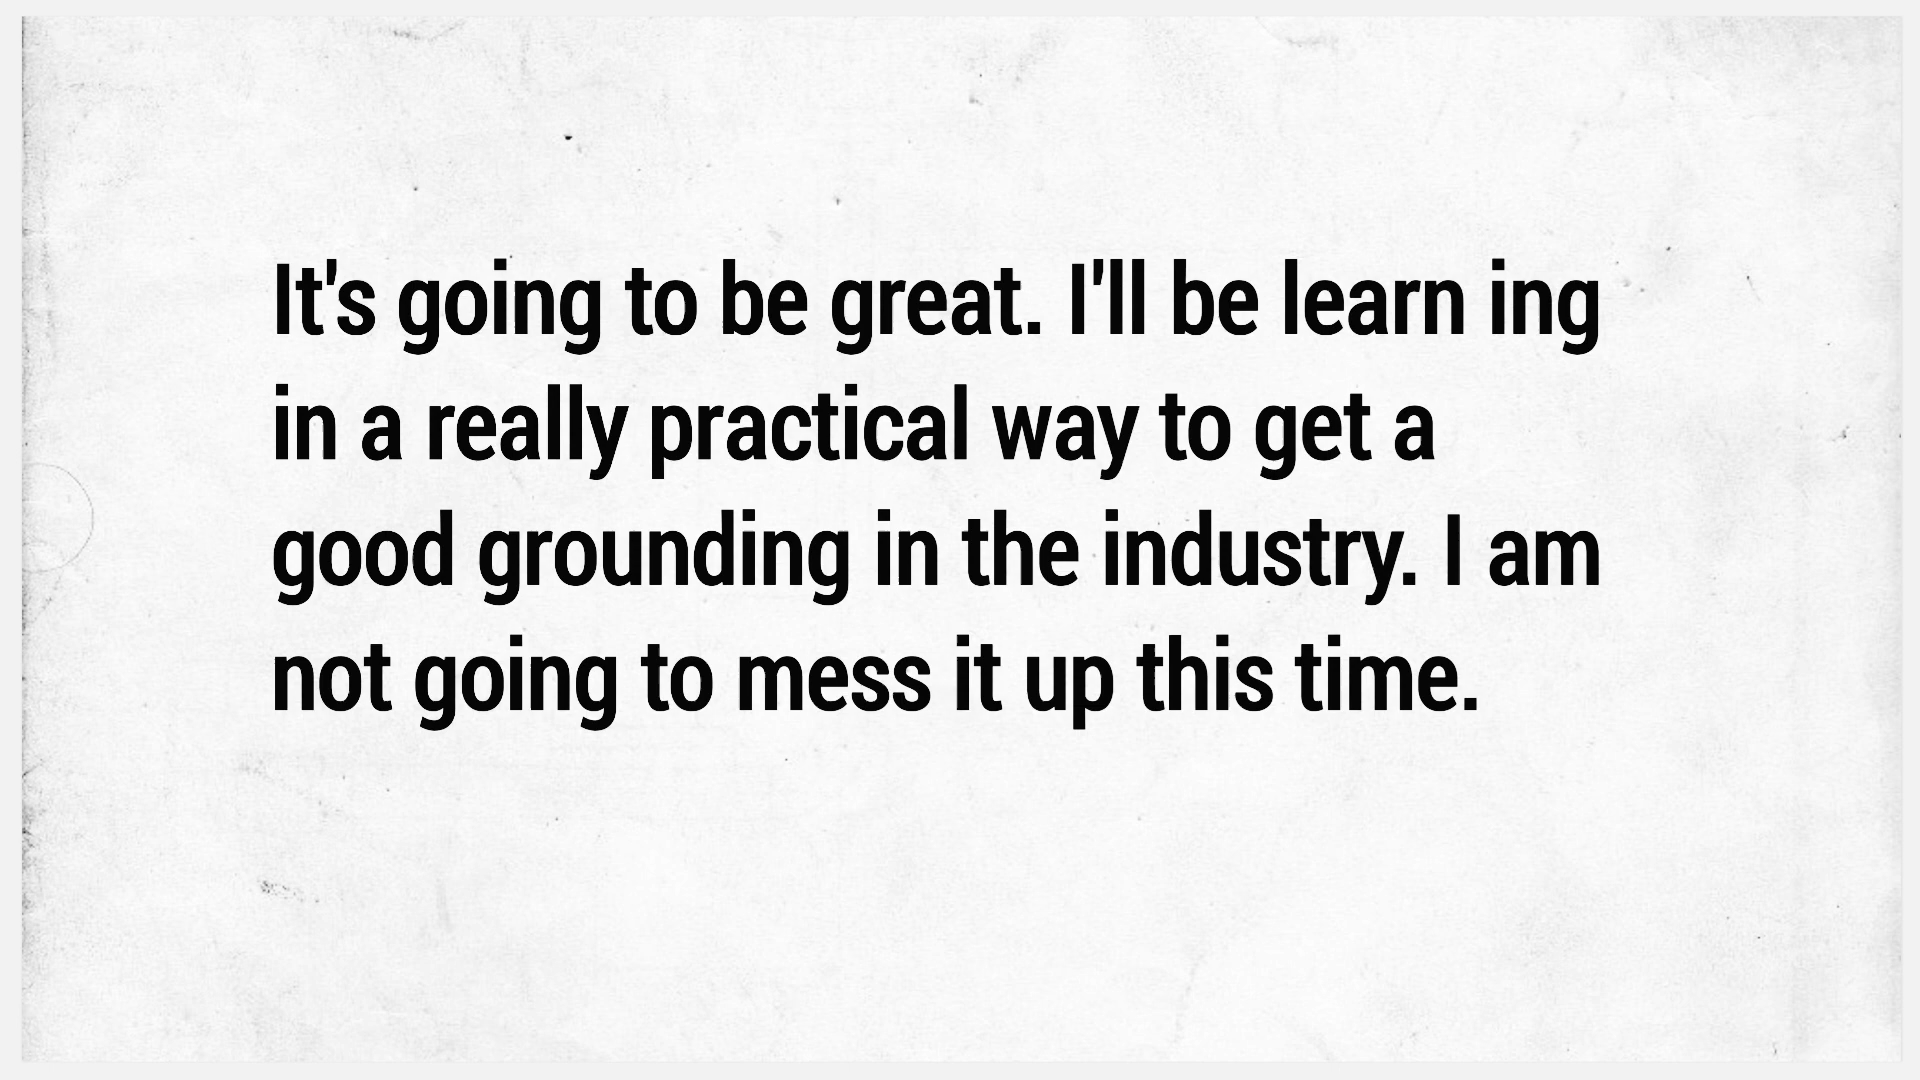 It's going to be great. I'll be learn ing
in a really practical way to get a
good grounding in the industry. I am
not going to mess it up this time.